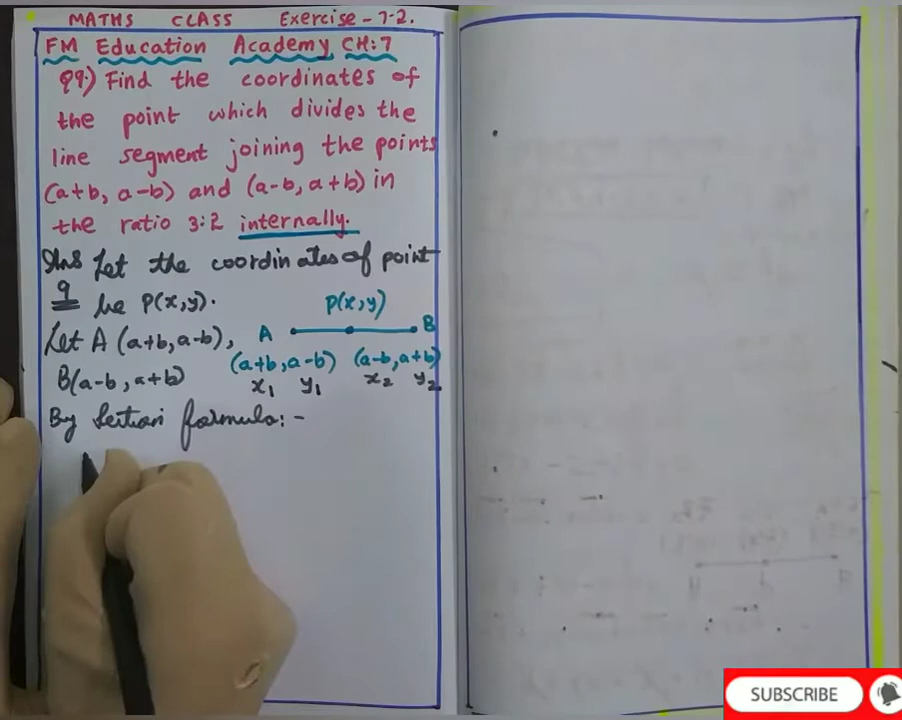 MATHS CLASS Exercise - 7.2.
FM Education Academy CH:7
Q9:) Find the coordinates of
the point which divides the
line segment joining the points
(a+b, a-b) and (a-b, a+b) in
the ratio 3:2 internally.
Ans Let the coordinates of point
9 be P(x,y).
P(x,y)
Let A (a+b, a-b),
A B
B(a-b, a+b)
(a+b, a-b) (a-b, a+b)
x₁ y₁ x₂ y₂
By Section formula:-
SUBSCRIBE